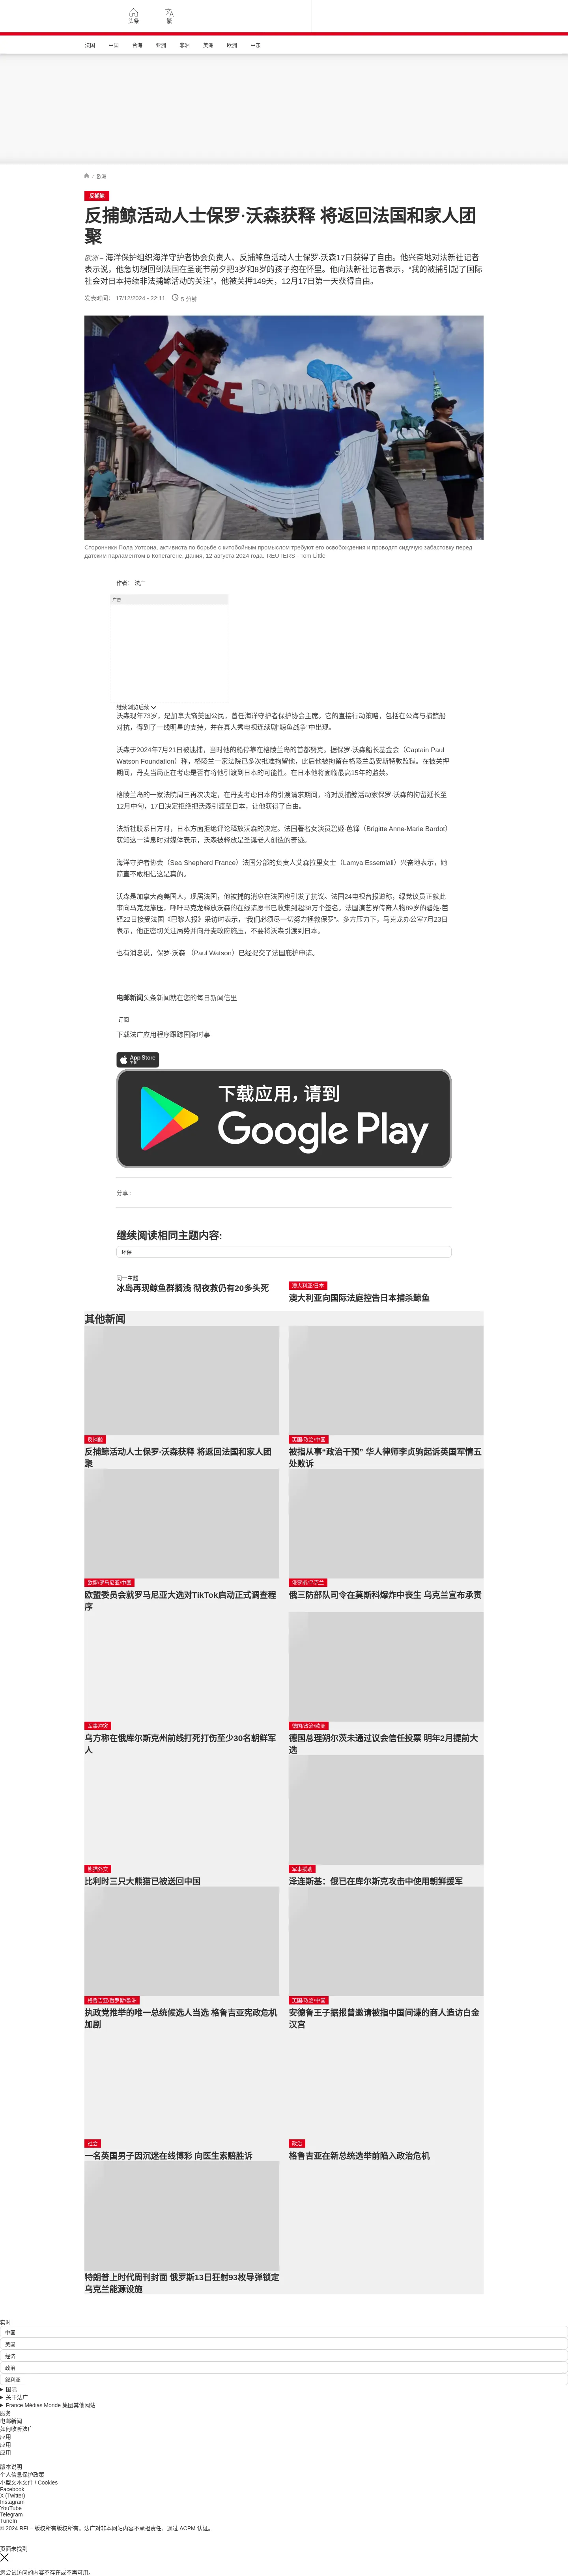 头条
繁
法国
中国
台海
亚洲
非洲
美洲
欧洲
中东
/ 欧洲
反捕鲸
反捕鲸活动人士保罗·沃森获释 将返回法国和家人团
聚
欧洲 – 海洋保护组织海洋守护者协会负责人、反捕鲸鱼活动人士保罗·沃森17日获得了自由。他兴奋地对法新社记者
表示说，他急切想回到法国在圣诞节前夕把3岁和8岁的孩子抱在怀里。他向法新社记者表示，“我的被捕引起了国际
社会对日本持续非法捕鲸活动的关注”。他被关押149天，12月17日第一天获得自由。
发表时间： 17/12/2024 - 22:11
5 分钟
FREE PAUL WATSON
Сторонники Пола Уотсона, активиста по борьбе с китобойным промыслом требуют его освобождения и проводят сидячую забастовку перед
датским парламентом в Копенгагене, Дания, 12 августа 2024 года. REUTERS - Tom Little
作者： 法广
广告
继续浏览后续
沃森现年73岁，是加拿大裔美国公民，曾任海洋守护者保护协会主席。它的直接行动策略，包括在公海与捕鲸船
对抗，得到了一线明星的支持，并在真人秀电视连续剧“鲸鱼战争”中出现。
沃森于2024年7月21日被逮捕，当时他的船停靠在格陵兰岛的首都努克。据保罗·沃森船长基金会（Captain Paul
Watson Foundation）称，格陵兰一家法院已多次批准拘留他，此后他被拘留在格陵兰岛安斯特敦监狱。在被关押
期间，丹麦当局正在考虑是否有将他引渡到日本的可能性。在日本他将面临最高15年的监禁。
格陵兰岛的一家法院周三再次决定，在丹麦考虑日本的引渡请求期间，将对反捕鲸活动家保罗·沃森的拘留延长至
12月中旬，17日决定拒绝把沃森引渡至日本，让他获得了自由。
法新社联系日方时，日本方面拒绝评论释放沃森的决定。法国著名女演员碧姬·芭铎（Brigitte Anne-Marie Bardot）
获知这一消息时对媒体表示，沃森被释放是圣诞老人创造的奇迹。
海洋守护者协会（Sea Shepherd France）法国分部的负责人艾森拉里女士（Lamya Essemlali）兴奋地表示，她
简直不敢相信这是真的。
沃森是加拿大裔美国人，现居法国，他被捕的消息在法国也引发了抗议。法国24电视台报道称，绿党议员正就此
事向马克龙施压，呼吁马克龙释放沃森的在线请愿书已收集到超38万个签名，法国演艺界传奇人物89岁的碧姬·芭
铎22日接受法国《巴黎人报》采访时表示，“我们必须尽一切努力拯救保罗”。多方压力下，马克龙办公室7月23日
表示，他正密切关注局势并向丹麦政府施压，不要将沃森引渡到日本。
也有消息说，保罗·沃森 （Paul Watson）已经提交了法国庇护申请。
电邮新闻头条新闻就在您的每日新闻信里
订阅
下载法广应用程序跟踪国际时事
App Store
下载
下载应用，请到
Google Play
分享 :
继续阅读相同主题内容:
环保
同一主题
冰岛再现鲸鱼群搁浅 彻夜救仍有20多头死
澳大利亚/日本
澳大利亚向国际法庭控告日本捕杀鲸鱼
其他新闻
反捕鲸
反捕鲸活动人士保罗·沃森获释 将返回法国和家人团
聚
英国/政治/中国
被指从事“政治干预” 华人律师李贞驹起诉英国军情五
处败诉
欧盟/罗马尼亚/中国
欧盟委员会就罗马尼亚大选对TikTok启动正式调查程
序
俄罗斯/乌克兰
俄三防部队司令在莫斯科爆炸中丧生 乌克兰宣布承责
军事冲突
乌方称在俄库尔斯克州前线打死打伤至少30名朝鲜军
人
德国/政治/欧洲
德国总理朔尔茨未通过议会信任投票 明年2月提前大
选
熊猫外交
比利时三只大熊猫已被送回中国
军事援助
泽连斯基：俄已在库尔斯克攻击中使用朝鲜援军
格鲁吉亚/俄罗斯/欧洲
执政党推举的唯一总统候选人当选 格鲁吉亚宪政危机
加剧
英国/政治/中国
安德鲁王子据报曾邀请被指中国间谍的商人造访白金
汉宫
社会
一名英国男子因沉迷在线博彩 向医生索赔胜诉
政治
格鲁吉亚在新总统选举前陷入政治危机
特朗普上时代周刊封面 俄罗斯13日狂射93枚导弹锁定
乌克兰能源设施
实时
中国
美国
经济
政治
叙利亚
国际
关于法广
France Médias Monde 集团其他网站
服务
电邮新闻
如何收听法广
应用
应用
应用
版本说明
个人信息保护政策
小型文本文件 / Cookies
Facebook
X (Twitter)
Instagram
YouTube
Telegram
TuneIn
© 2024 RFI – 版权所有版权所有。法广对非本网站内容不承担责任。通过 ACPM 认证。
页面未找到
您尝试访问的内容不存在或不再可用。